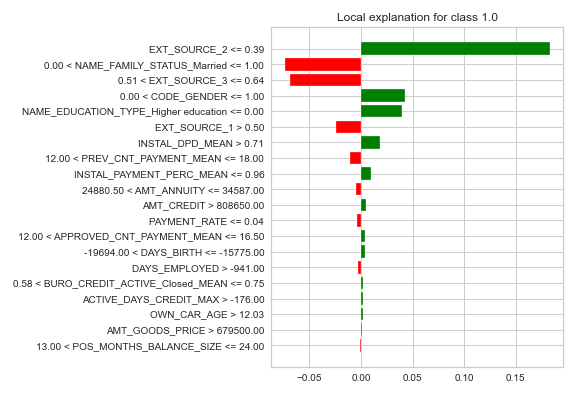 Local explanation for class 1.0
EXT_SOURCE_2 <= 0.39
0.00 < NAME_FAMILY_STATUS_Married <= 1.00
0.51 < EXT_SOURCE_3 <= 0.64
0.00 < CODE_GENDER <= 1.00
NAME_EDUCATION_TYPE_Higher education <= 0.00
EXT_SOURCE_1 > 0.50
INSTAL_DPD_MEAN > 0.71
12.00 < PREV_CNT_PAYMENT_MEAN <= 18.00
INSTAL_PAYMENT_PERC_MEAN <= 0.96
24880.50 < AMT_ANNUITY <= 34587.00
AMT_CREDIT > 808650.00
PAYMENT_RATE <= 0.04
12.00 < APPROVED_CNT_PAYMENT_MEAN <= 16.50
-19694.00 < DAYS_BIRTH <= -15775.00
DAYS_EMPLOYED > -941.00
0.58 < BURO_CREDIT_ACTIVE_Closed_MEAN <= 0.75
ACTIVE_DAYS_CREDIT_MAX > -176.00
OWN_CAR_AGE > 12.03
AMT_GOODS_PRICE > 679500.00
13.00 < POS_MONTHS_BALANCE_SIZE <= 24.00
−0.05 0.00 0.05 0.10 0.15